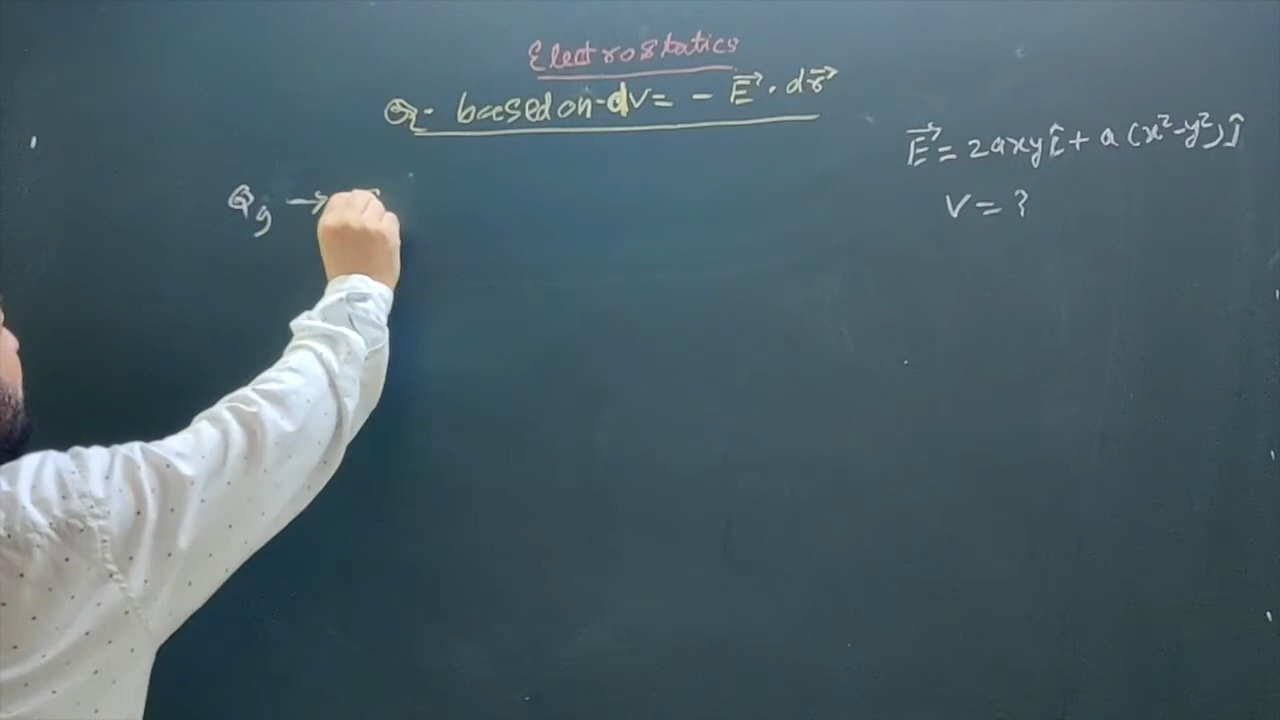 Electrostatics
Q- based on - dV = - E⃗ · dr⃗
E⃗ = 2axy î + a (x² - y²) ĵ
V = ?
Q9 →